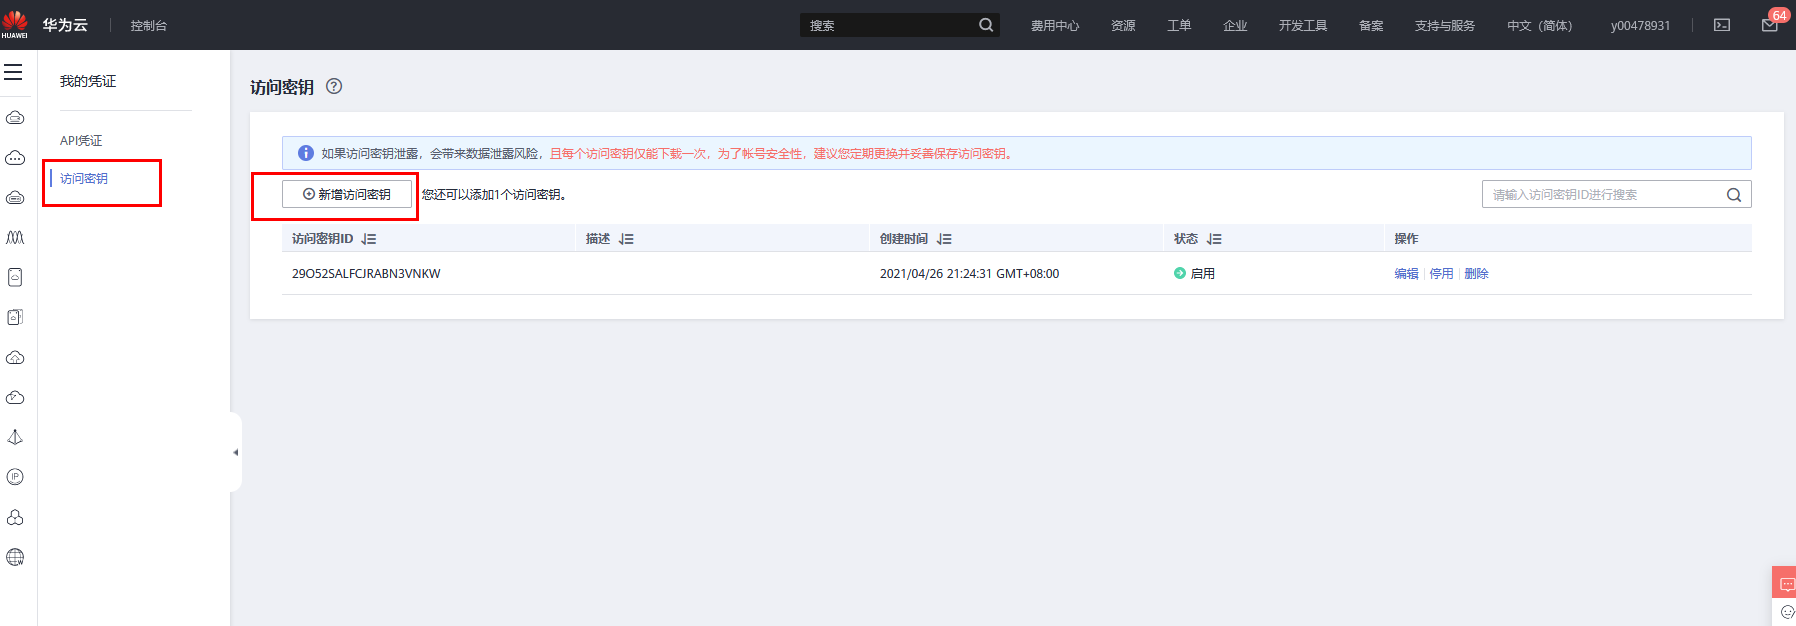 HUAWEI 华为云 控制台 搜索 费用中心 资源 工单 企业 开发工具 备案 支持与服务 中文（简体） y00478931 64
我的凭证
API凭证
访问密钥
访问密钥 ?
如果访问密钥泄露，会带来数据泄露风险，且每个访问密钥仅能下载一次，为了帐号安全性，建议您定期更换并妥善保存访问密钥。
新增访问密钥 您还可以添加1个访问密钥。 请输入访问密钥ID进行搜索
访问密钥ID 描述 创建时间 状态 操作
29O52SALFCJRABN3VNKW 2021/04/26 21:24:31 GMT+08:00 启用 编辑 停用 删除
IP
W